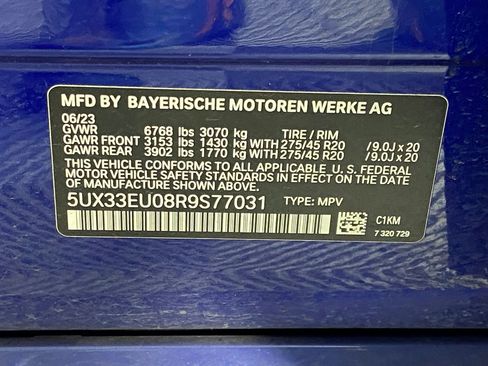 MFD BY BAYERISCHE MOTOREN WERKE AG
06/23
GVWR 6768 lbs 3070 kg TIRE / RIM
GAWR FRONT 3153 lbs 1430 kg WITH 275/45 R20 / 9.0J x 20
GAWR REAR 3902 lbs 1770 kg WITH 275/45 R20 / 9.0J x 20
THIS VEHICLE CONFORMS TO ALL APPLICABLE U. S. FEDERAL
MOTOR VEHICLE SAFETY STANDARDS IN EFFECT ON THE
DATE OF MANUFACTURE SHOWN ABOVE.
5UX33EU08R9S77031 TYPE: MPV
C1KM
7 320 729